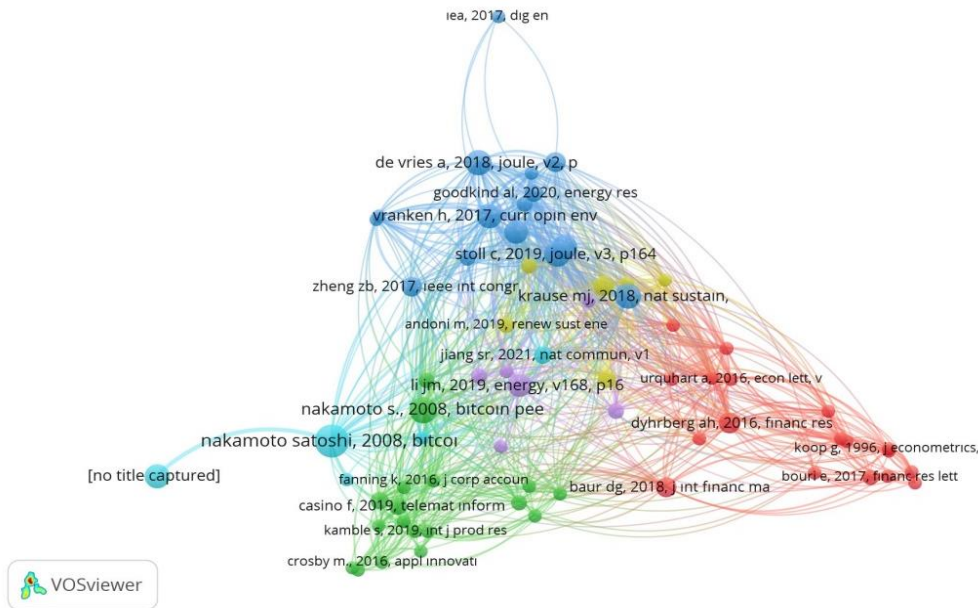 iea, 2017, dig en
de vries a, 2018, joule, v2, p
goodkind al, 2020, energy res
vranken h, 2017, curr opin env
stoll c, 2019, joule, v3, p164
zheng zb, 2017, ieee int congr
krause mj, 2018, nat sustain,
andoni m, 2019, renew sust ene
jiang sr, 2021, nat commun, v1
li jm, 2019, energy, v168, p16
urquhart a, 2016, econ lett, v
nakamoto s., 2008, bitcoin pee
dyhrberg ah, 2016, financ res
nakamoto satoshi, 2008, bitcoi
koop g, 1996, j econometrics,
[no title captured]
fanning k, 2016, j corp accoun
baur dg, 2018, j int financ ma
bouri e, 2017, financ res lett
casino f, 2019, telemat inform
kamble s, 2019, int j prod res
crosby m., 2016, appl innovati
VOSviewer